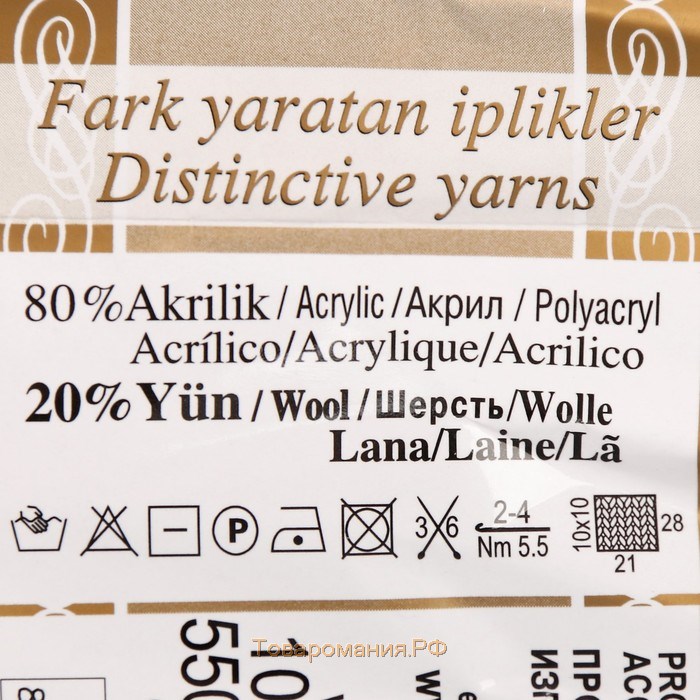 Fark yaratan iplikler
Distinctive yarns
80%Akrilik / Acrylic / Акрил / Polyacryl
Acrílico/Acrylique/Acrilico
20%Yün / Wool / Шерсть/Wolle
Lana/Laine/Lã
P
3 6
2-4
Nm 5.5
10x10
28
21
Товаромания.РФ